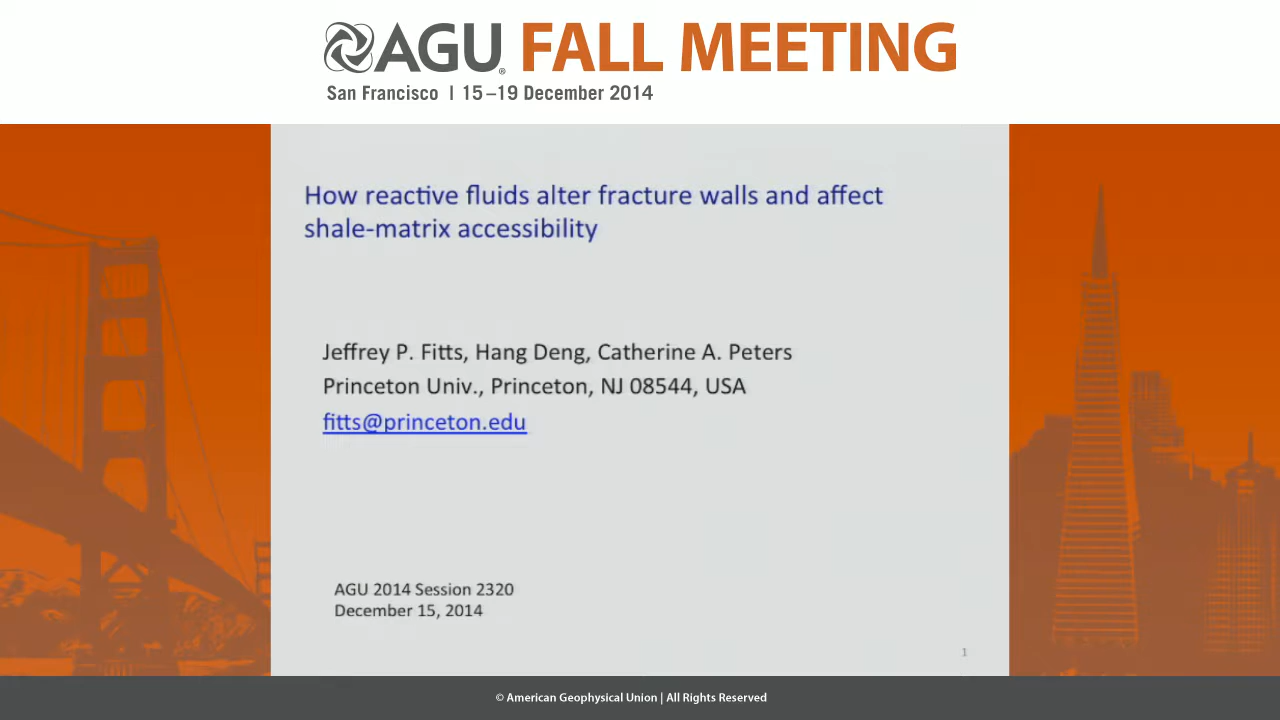 AGU® FALL MEETING
San Francisco | 15–19 December 2014
How reactive fluids alter fracture walls and affect
shale-matrix accessibility
Jeffrey P. Fitts, Hang Deng, Catherine A. Peters
Princeton Univ., Princeton, NJ 08544, USA
fitts@princeton.edu
AGU 2014 Session 2320
December 15, 2014
1
© American Geophysical Union | All Rights Reserved